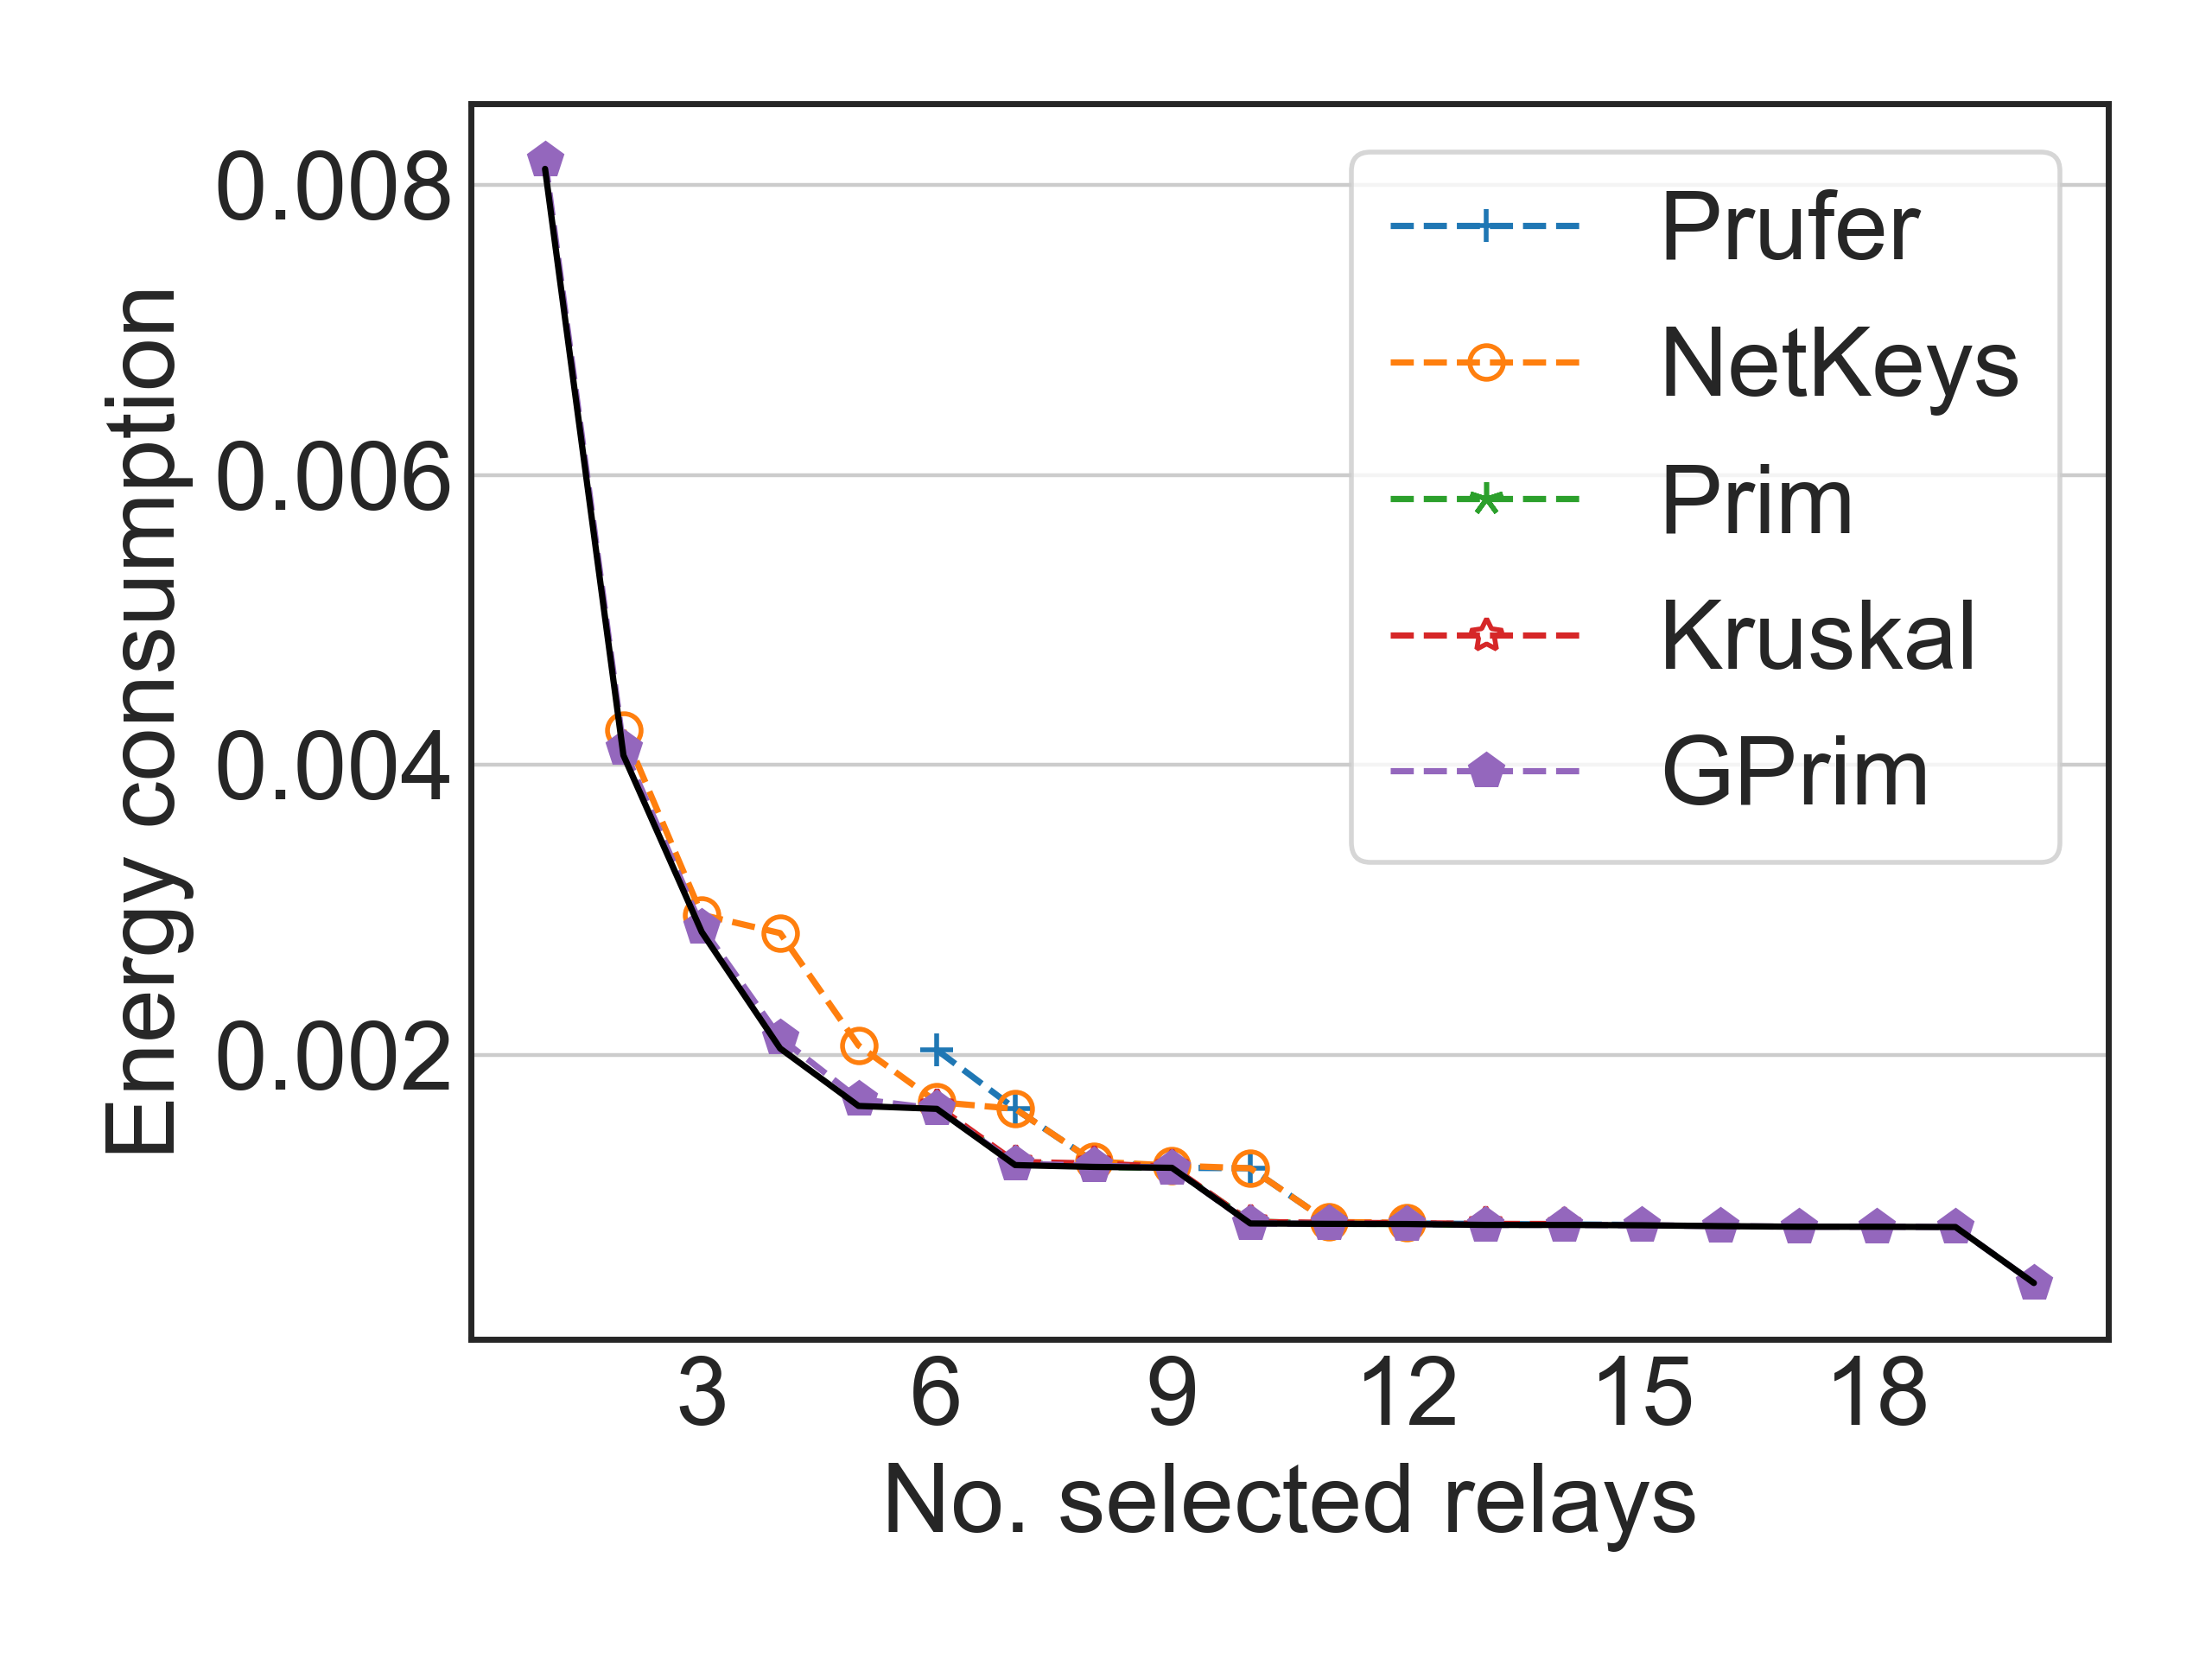 Energy consumption
0.008
0.006
0.004
0.002
Prufer
NetKeys
Prim
Kruskal
GPrim
3 6 9 12 15 18
No. selected relays